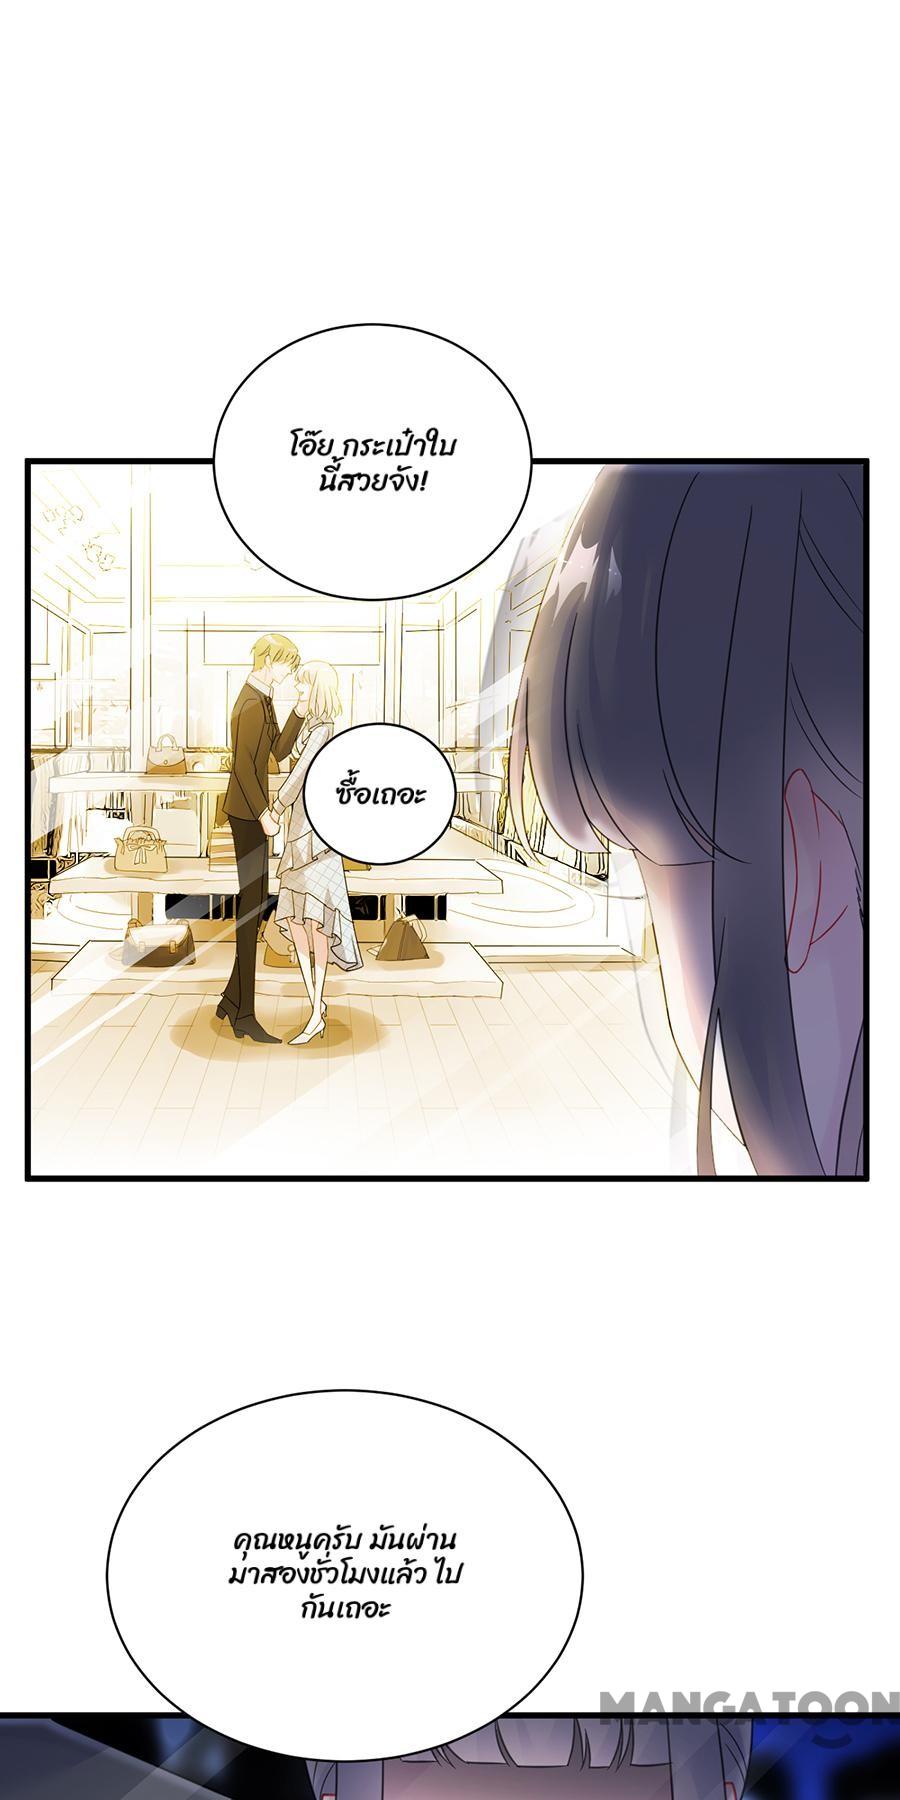 โอ๊ย กระเป๋าใบ
นี้สวยจัง!
ซื้อเถอะ
คุณหนูครับ มันผ่าน
มาสองชั่วโมงแล้ว ไป
กันเถอะ
MANGATOON